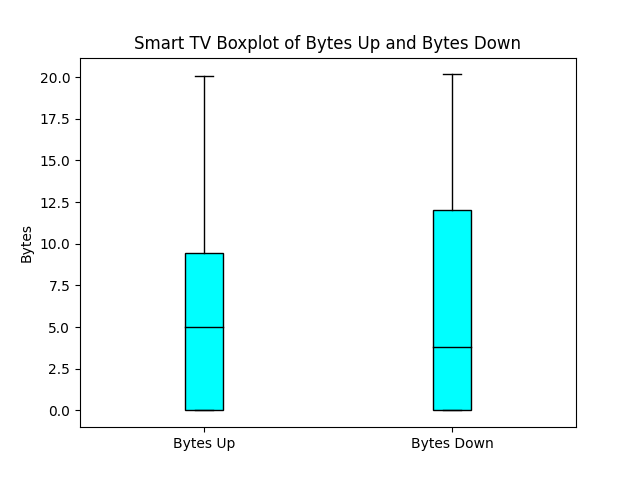 Smart TV Boxplot of Bytes Up and Bytes Down
20.0
17.5
15.0
12.5
10.0
7.5
5.0
2.5
0.0
Bytes
Bytes Up
Bytes Down